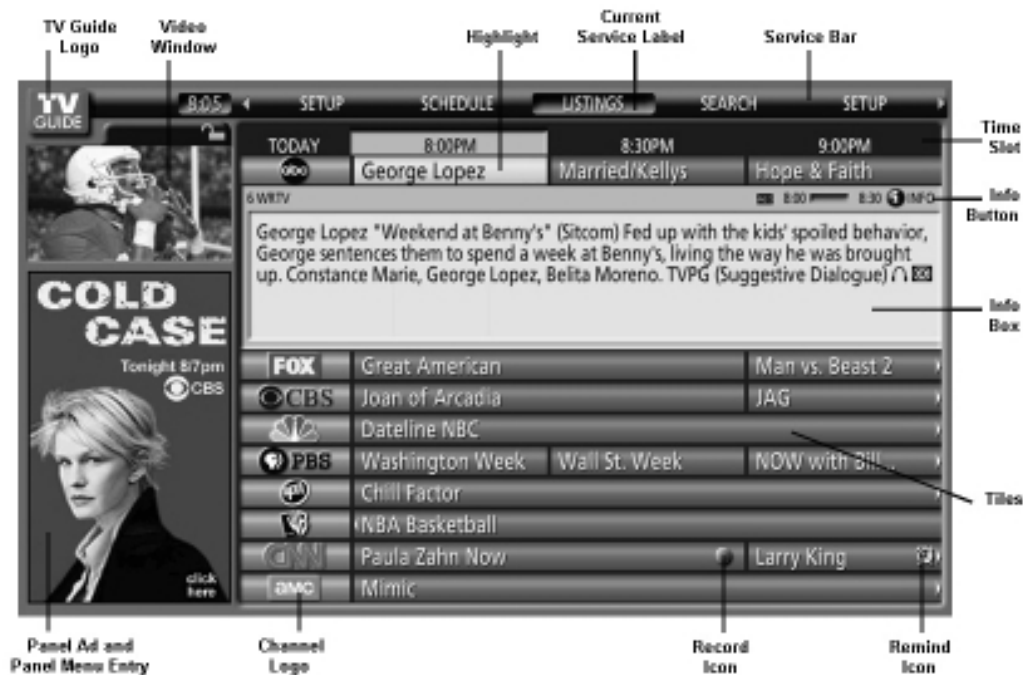 TV Guide Logo
Video Window
Highlight
Current Service Label
Service Bar
TV GUIDE
8:05 SETUP SCHEDULE LISTINGS SEARCH SETUP
Time Slot
TODAY 8:00PM 8:30PM 9:00PM
abc George Lopez Married/Kellys Hope & Faith
6 WRTV 8:00 8:30 i INFO
Info Button
George Lopez "Weekend at Benny's" (Sitcom) Fed up with the kids' spoiled behavior,
George sentences them to spend a week at Benny's, living the way he was brought
up. Constance Marie, George Lopez, Belita Moreno. TVPG (Suggestive Dialogue)
Info Box
COLD
CASE
Tonight 8/7pm
CBS
click
here
FOX Great American Man vs. Beast 2
CBS Joan of Arcadia JAG
Dateline NBC
PBS Washington Week Wall St. Week NOW with Bill...
Chill Factor
NBA Basketball
Tiles
CNN Paula Zahn Now Larry King
amc Mimic
Panel Ad and
Panel Menu Entry
Channel Logo
Record Icon
Remind Icon